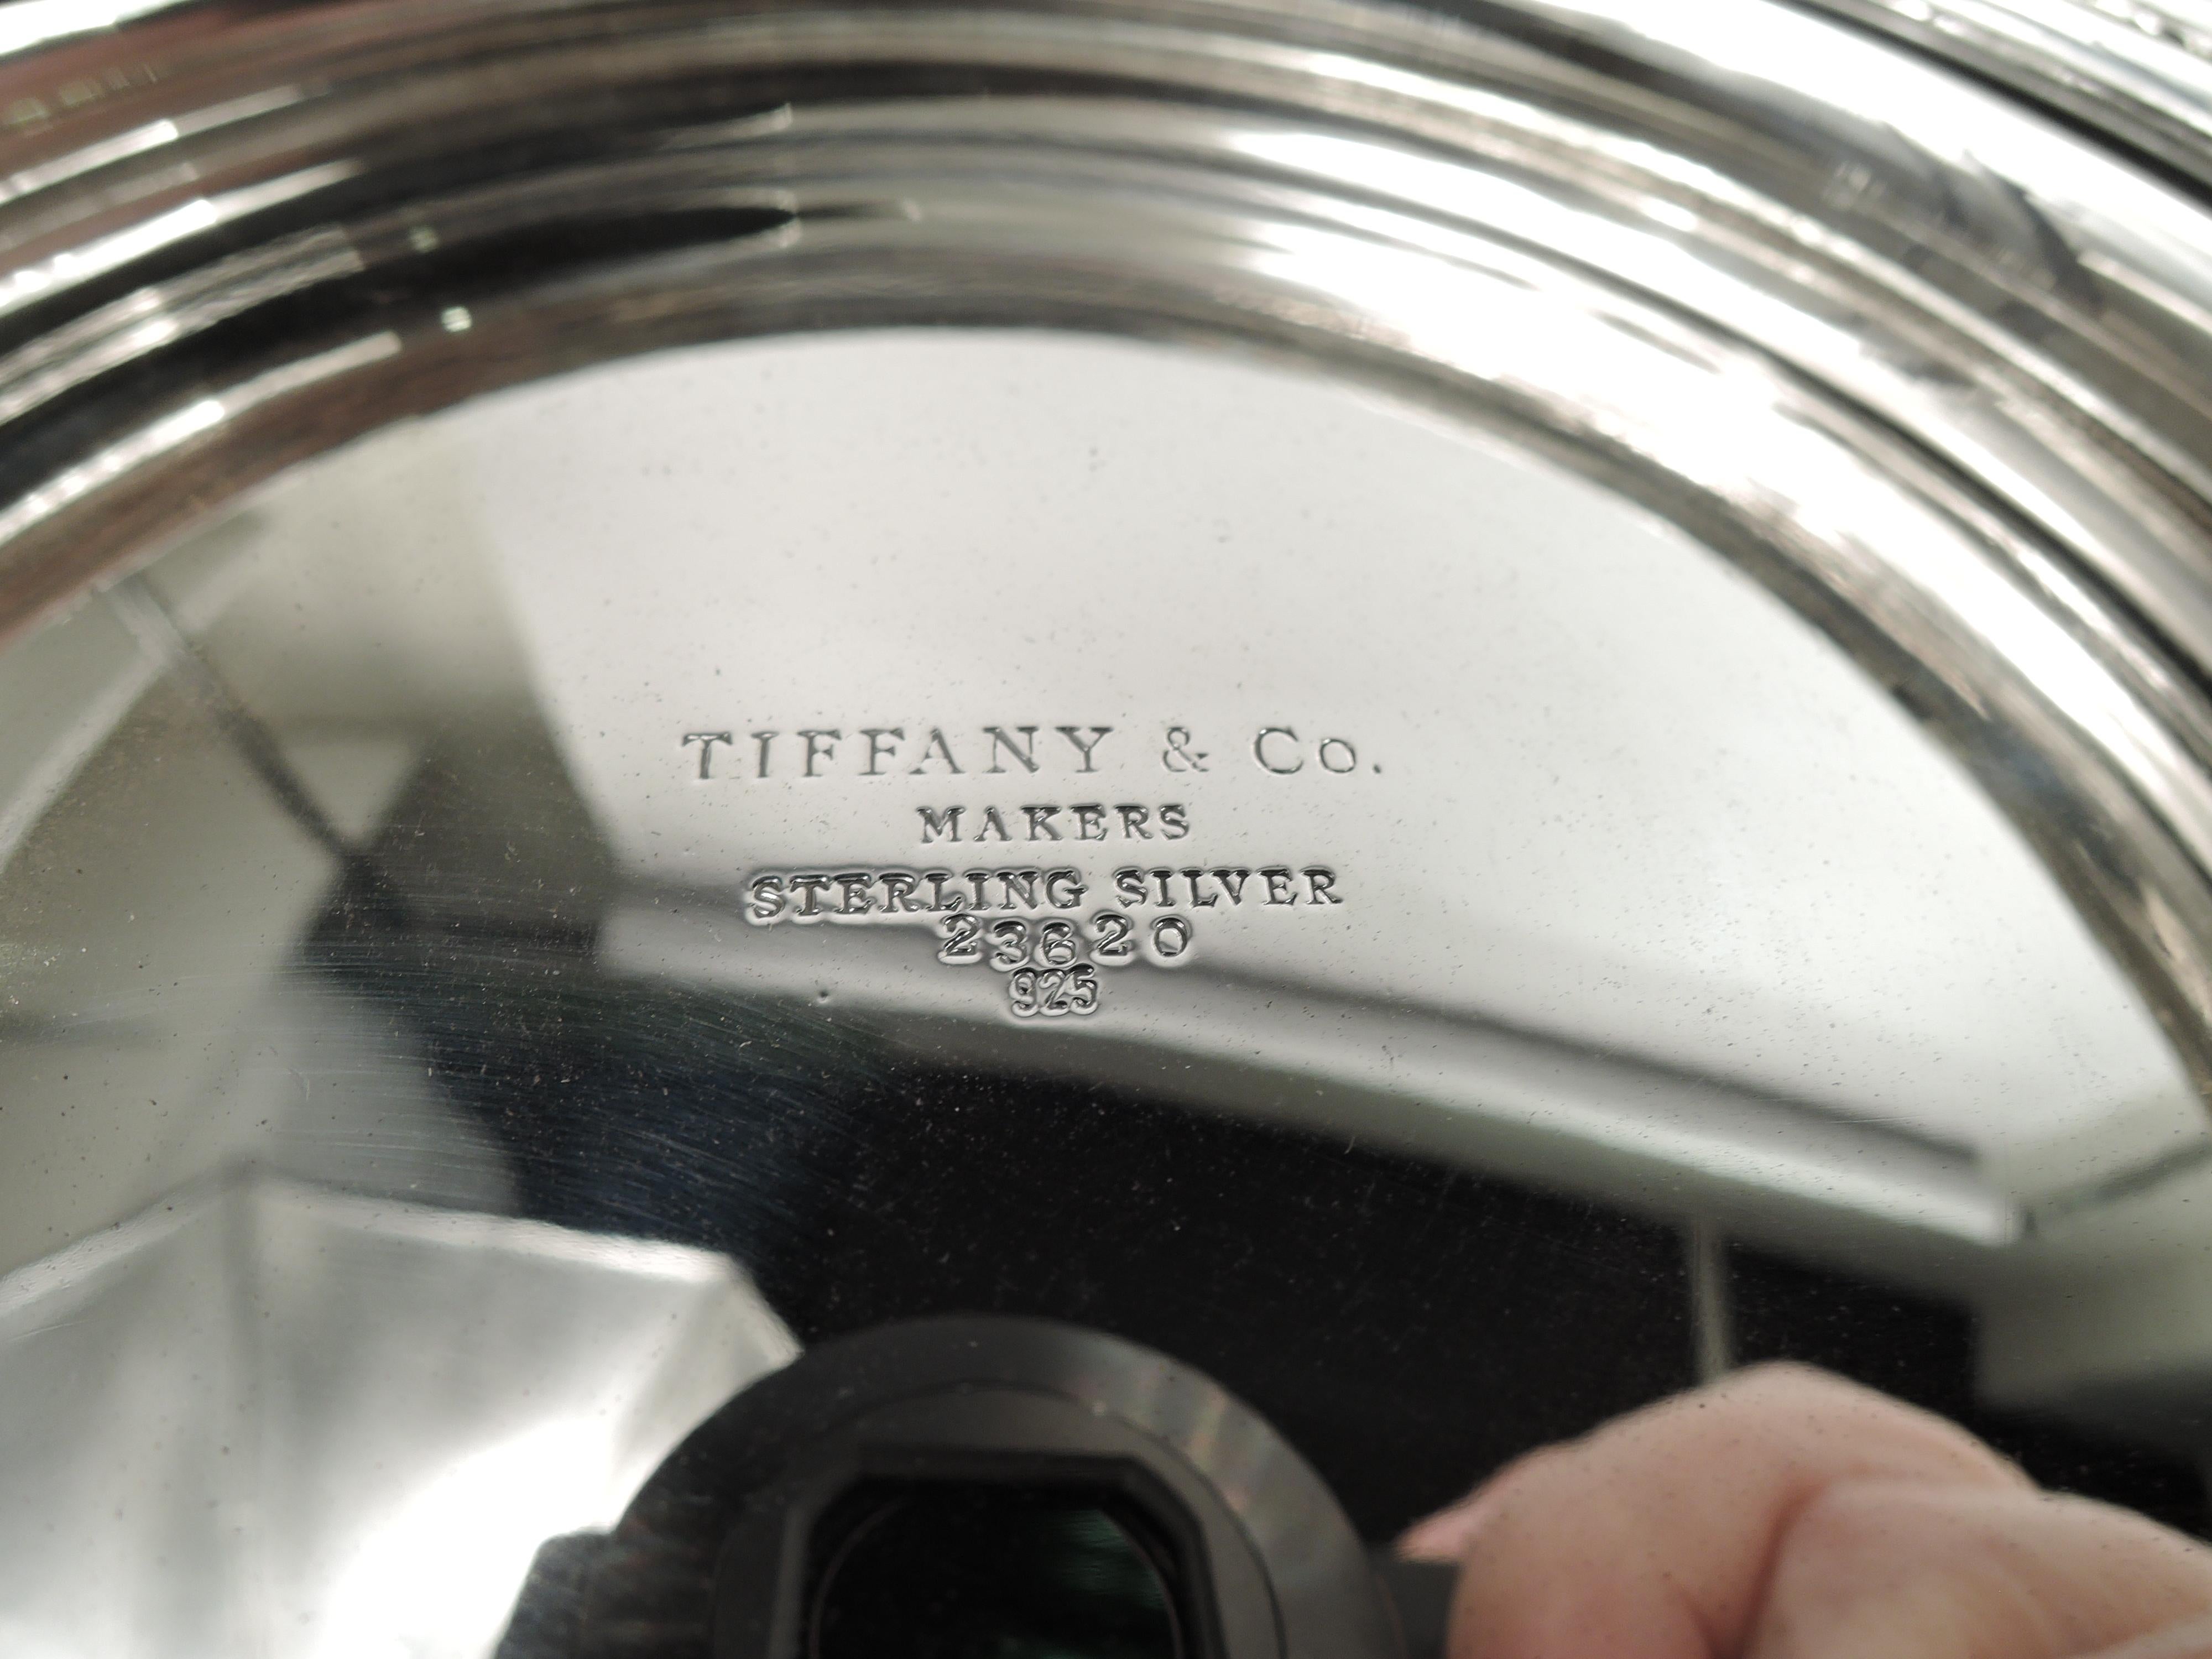 TIFFANY & Co.
MAKERS
STERLING SILVER
23620
925